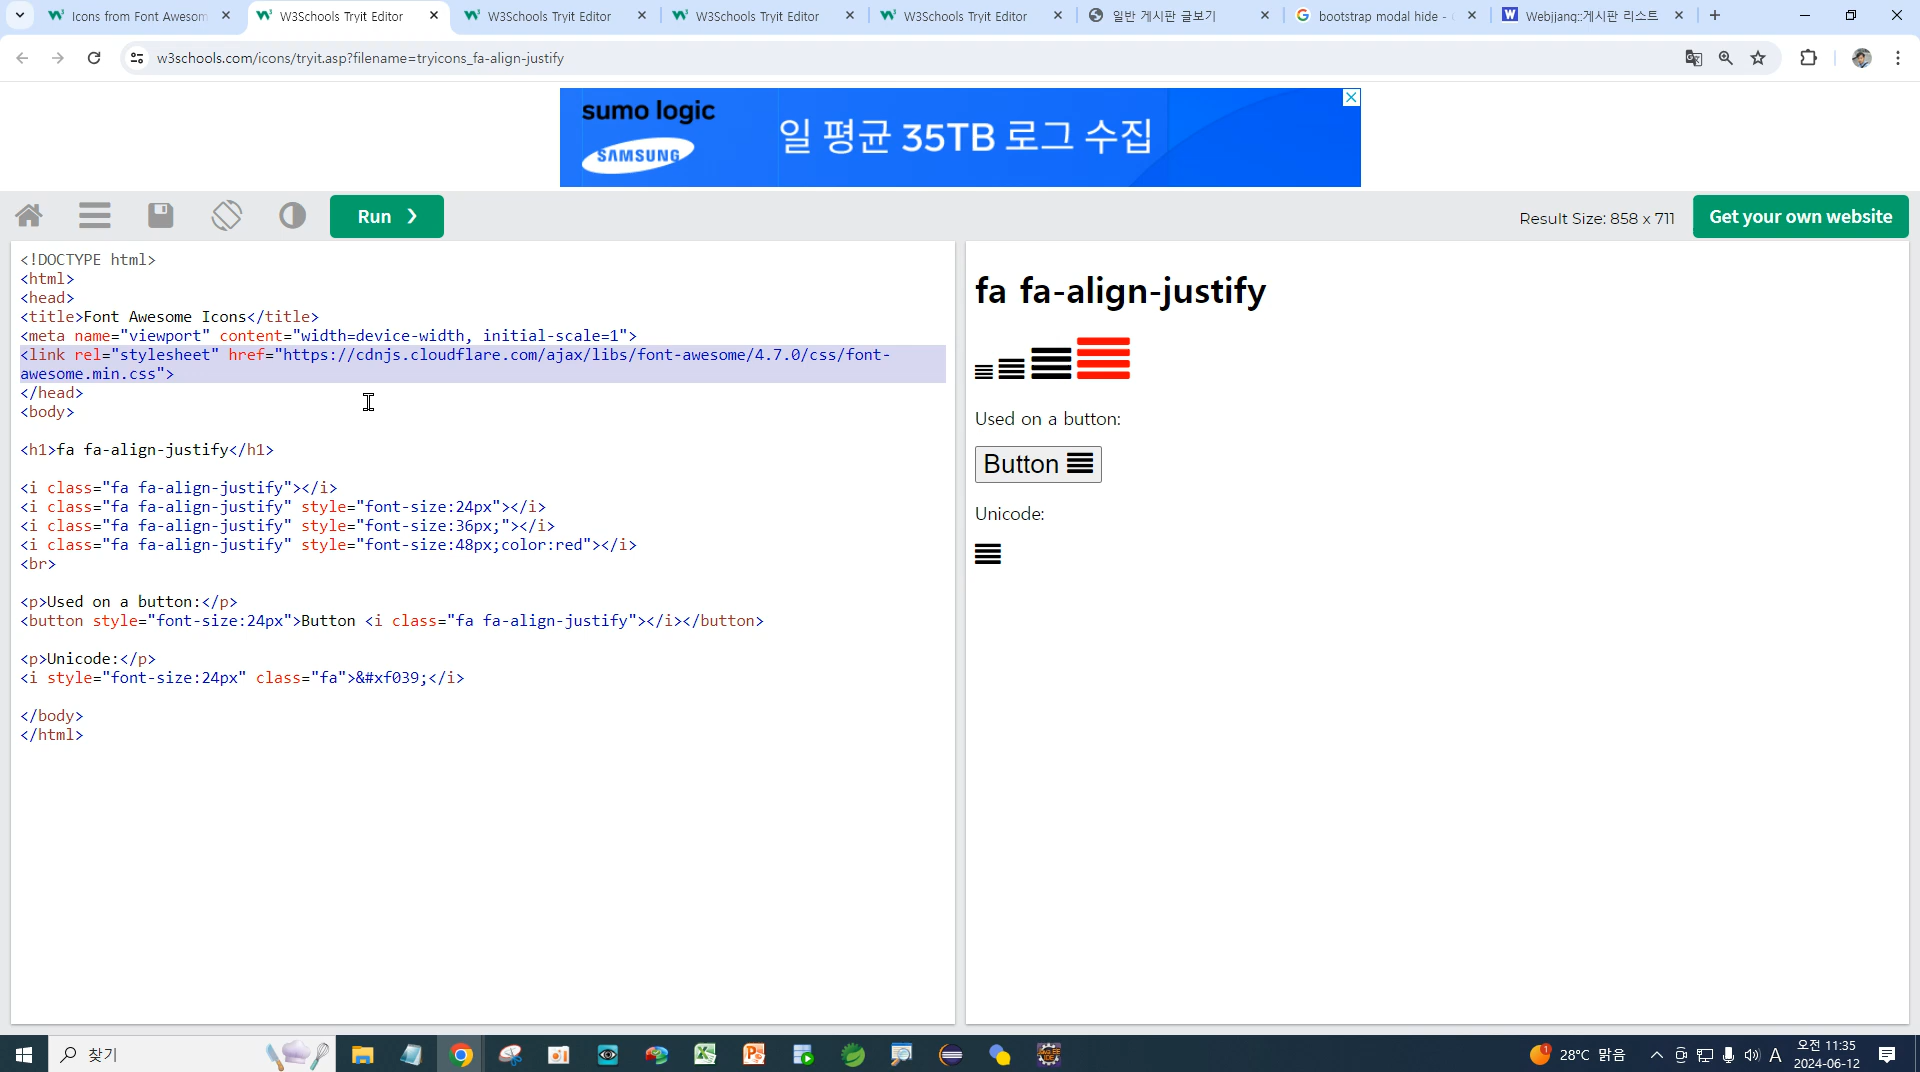 Icons from Font Awesom
W3Schools Tryit Editor
W3Schools Tryit Editor
W3Schools Tryit Editor
W3Schools Tryit Editor
일반 게시판 글보기
bootstrap modal hide -
Webjjang::게시판 리스트
w3schools.com/icons/tryit.asp?filename=tryicons_fa-align-justify
sumo logic
SAMSUNG
일 평균 35TB 로그 수집
Run ❯
Result Size: 858 x 711
Get your own website
<!DOCTYPE html>
<html>
<head>
<title>Font Awesome Icons</title>
<meta name="viewport" content="width=device-width, initial-scale=1">
<link rel="stylesheet" href="https://cdnjs.cloudflare.com/ajax/libs/font-awesome/4.7.0/css/font-
awesome.min.css">
</head>
<body>
<h1>fa fa-align-justify</h1>
<i class="fa fa-align-justify"></i>
<i class="fa fa-align-justify" style="font-size:24px"></i>
<i class="fa fa-align-justify" style="font-size:36px;"></i>
<i class="fa fa-align-justify" style="font-size:48px;color:red"></i>
<br>
<p>Used on a button:</p>
<button style="font-size:24px">Button <i class="fa fa-align-justify"></i></button>
<p>Unicode:</p>
<i style="font-size:24px" class="fa">&#xf039;</i>
</body>
</html>
fa fa-align-justify
Used on a button:
Button
Unicode:
찾기
28°C 맑음
A
오전 11:35
2024-06-12